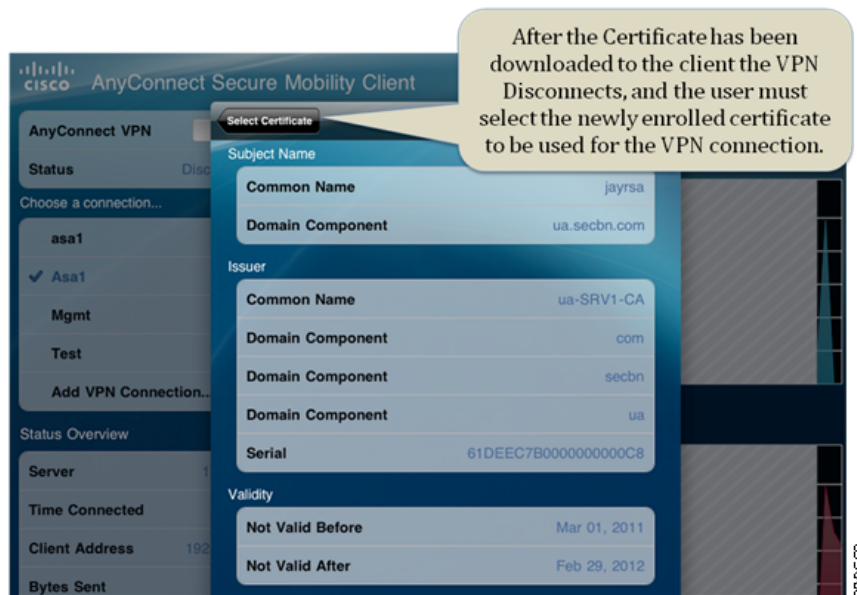 After the Certificate has been
downloaded to the client the VPN
Disconnects, and the user must
select the newly enrolled certificate
to be used for the VPN connection.
CISCO AnyConnect Secure Mobility Client
AnyConnect VPN
Status Disc
Choose a connection...
asa1
Asa1
Mgmt
Test
Add VPN Connection..
Status Overview
Server 1
Time Connected
Client Address 192
Bytes Sent
Select Certificate
Subject Name
Common Name jayrsa
Domain Component ua.secbn.com
Issuer
Common Name ua-SRV1-CA
Domain Component com
Domain Component secbn
Domain Component ua
Serial 61DEEC7B0000000000C8
Validity
Not Valid Before Mar 01, 2011
Not Valid After Feb 29, 2012